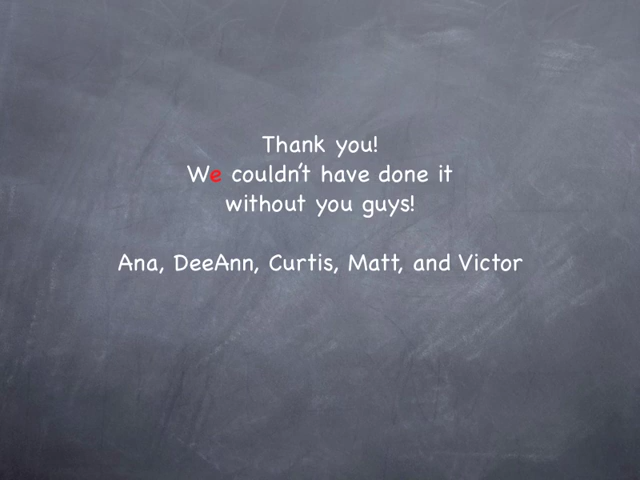 Thank you!
We couldn't have done it
without you guys!
Ana, DeeAnn, Curtis, Matt, and Victor